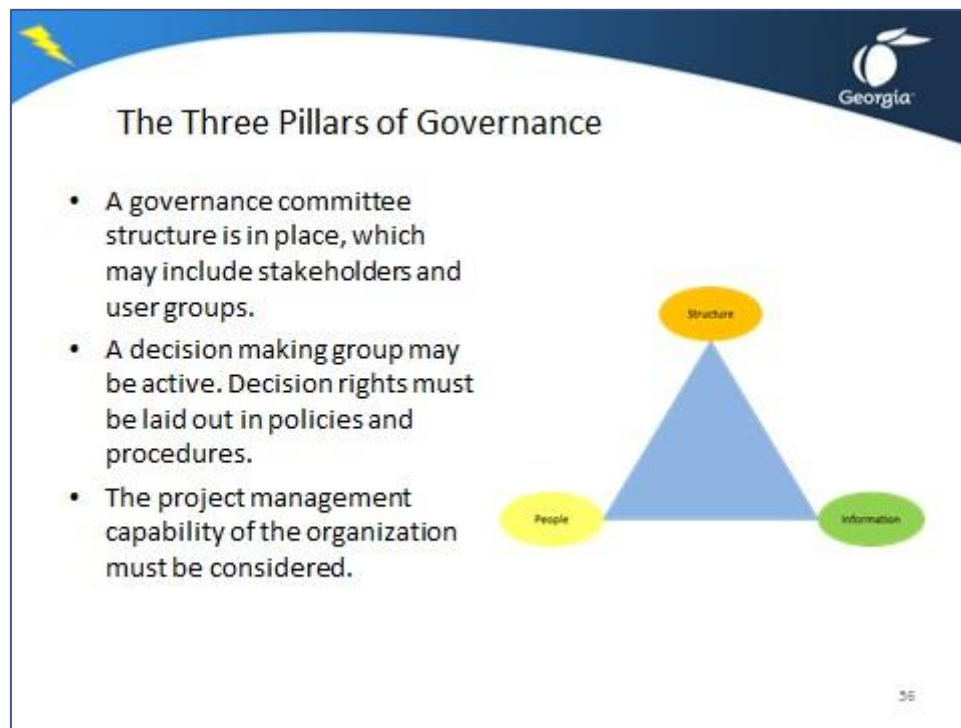 Georgia
The Three Pillars of Governance
• A governance committee
structure is in place, which
may include stakeholders and
user groups.
• A decision making group may
be active. Decision rights must
be laid out in policies and
procedures.
• The project management
capability of the organization
must be considered.
Structure
People
Information
36